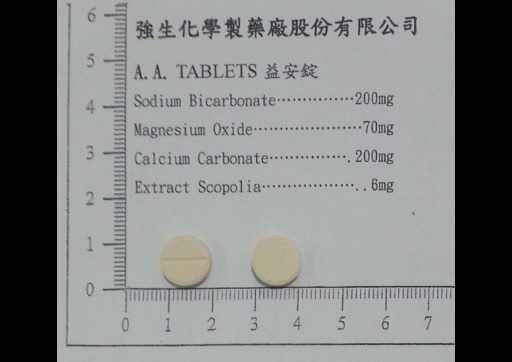 強生化學製藥廠股份有限公司
A.A. TABLETS 益安錠
Sodium Bicarbonate···············200mg
Magnesium Oxide·····················70mg
Calcium Carbonate···············.200mg
Extract Scopolia··················..6mg
6
5
4
3
2
1
0
0 1 2 3 4 5 6 7